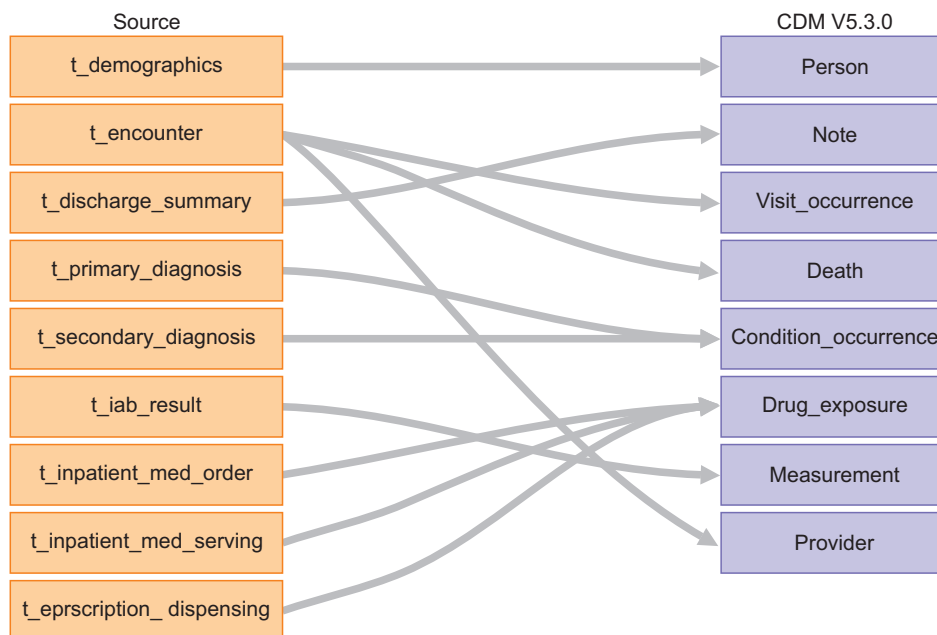 Source
CDM V5.3.0
t_demographics
Person
t_encounter
Note
t_discharge_summary
Visit_occurrence
t_primary_diagnosis
Death
t_secondary_diagnosis
Condition_occurrence
t_iab_result
Drug_exposure
t_inpatient_med_order
Measurement
t_inpatient_med_serving
Provider
t_eprscription_ dispensing